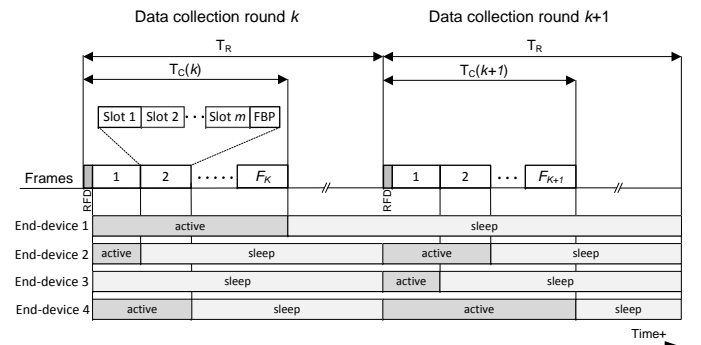 Data collection round k Data collection round k+1
T_R T_R
T_C(k) T_C(k+1)
Slot 1 Slot 2 · · · Slot m FBP
Frames RFD 1 2 · · · · · F_K // RFD 1 2 · · · F_K+1 //
End-device 1 active sleep
End-device 2 active sleep active sleep
End-device 3 sleep active sleep
End-device 4 active sleep active sleep
Time+